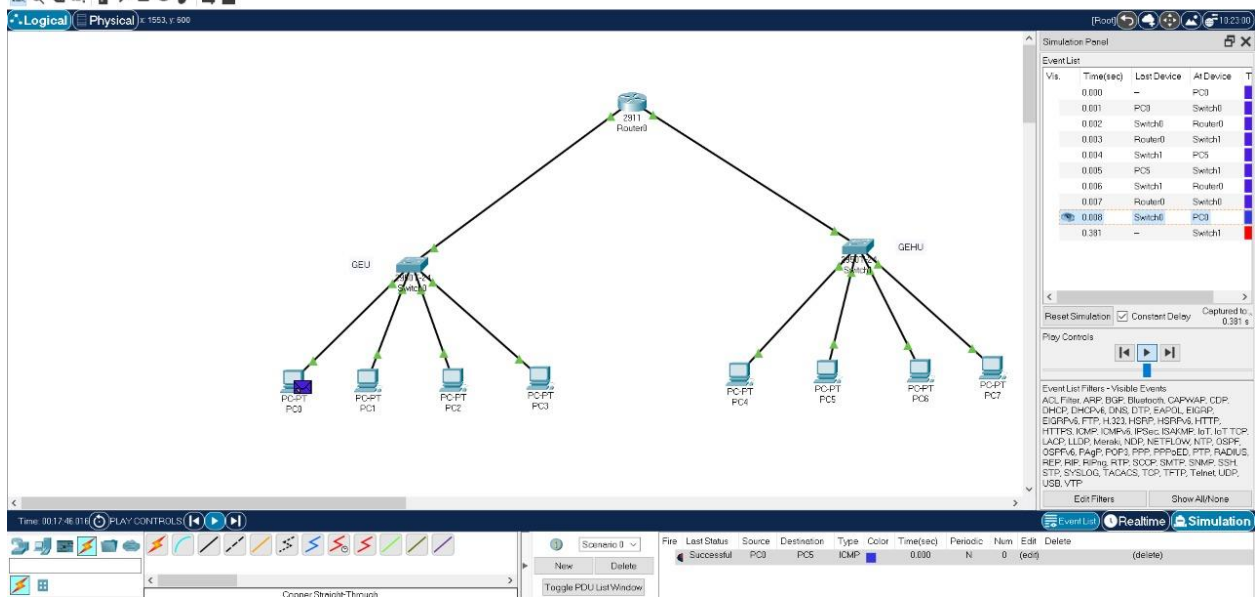 Logical Physical x: 1553, y: 600 [Root] 18:23:00
2911
Router0
GEU
Switch0
GEHU
PC-PT
PC0
PC-PT
PC1
PC-PT
PC2
PC-PT
PC3
PC-PT
PC4
PC-PT
PC5
PC-PT
PC6
PC-PT
PC7
Simulation Panel
Event List
Vis. Time(sec) Last Device At Device T
0.000 -- PC0
0.001 PC0 Switch0
0.002 Switch0 Router0
0.003 Router0 Switch1
0.004 Switch1 PC5
0.005 PC5 Switch1
0.006 Switch1 Router0
0.007 Router0 Switch0
0.008 Switch0 PC0
0.381 -- Switch1
Reset Simulation Constant Delay Captured to:
0.381 s
Play Controls
Event List Filters - Visible Events
ACL Filter, ARP, BGP, Bluetooth, CAPWAP, CDP,
DHCP, DHCPv6, DNS, DTP, EAPOL, EIGRP,
EIGRPv6, FTP, H.323, HSRP, HSRPv6, HTTP,
HTTPS, ICMP, ICMPv6, IPSec, ISAKMP, IoT, IoT TCP,
LACP, LLDP, Meraki, NDP, NETFLOW, NTP, OSPF,
OSPFv6, PAgP, POP3, PPP, PPPoED, PTP, RADIUS,
REP, RIP, RIPng, RTP, SCCP, SMTP, SNMP, SSH,
STP, SYSLOG, TACACS, TCP, TFTP, Telnet, UDP,
USB, VTP
Edit Filters Show All/None
Time: 00:17:46.016 PLAY CONTROLS: Event List Realtime Simulation
Scenario 0
New Delete
Toggle PDU List Window
Fire Last Status Source Destination Type Color Time(sec) Periodic Num Edit Delete
Successful PC0 PC5 ICMP 0.000 N 0 (edit) (delete)
Copper Straight-Through